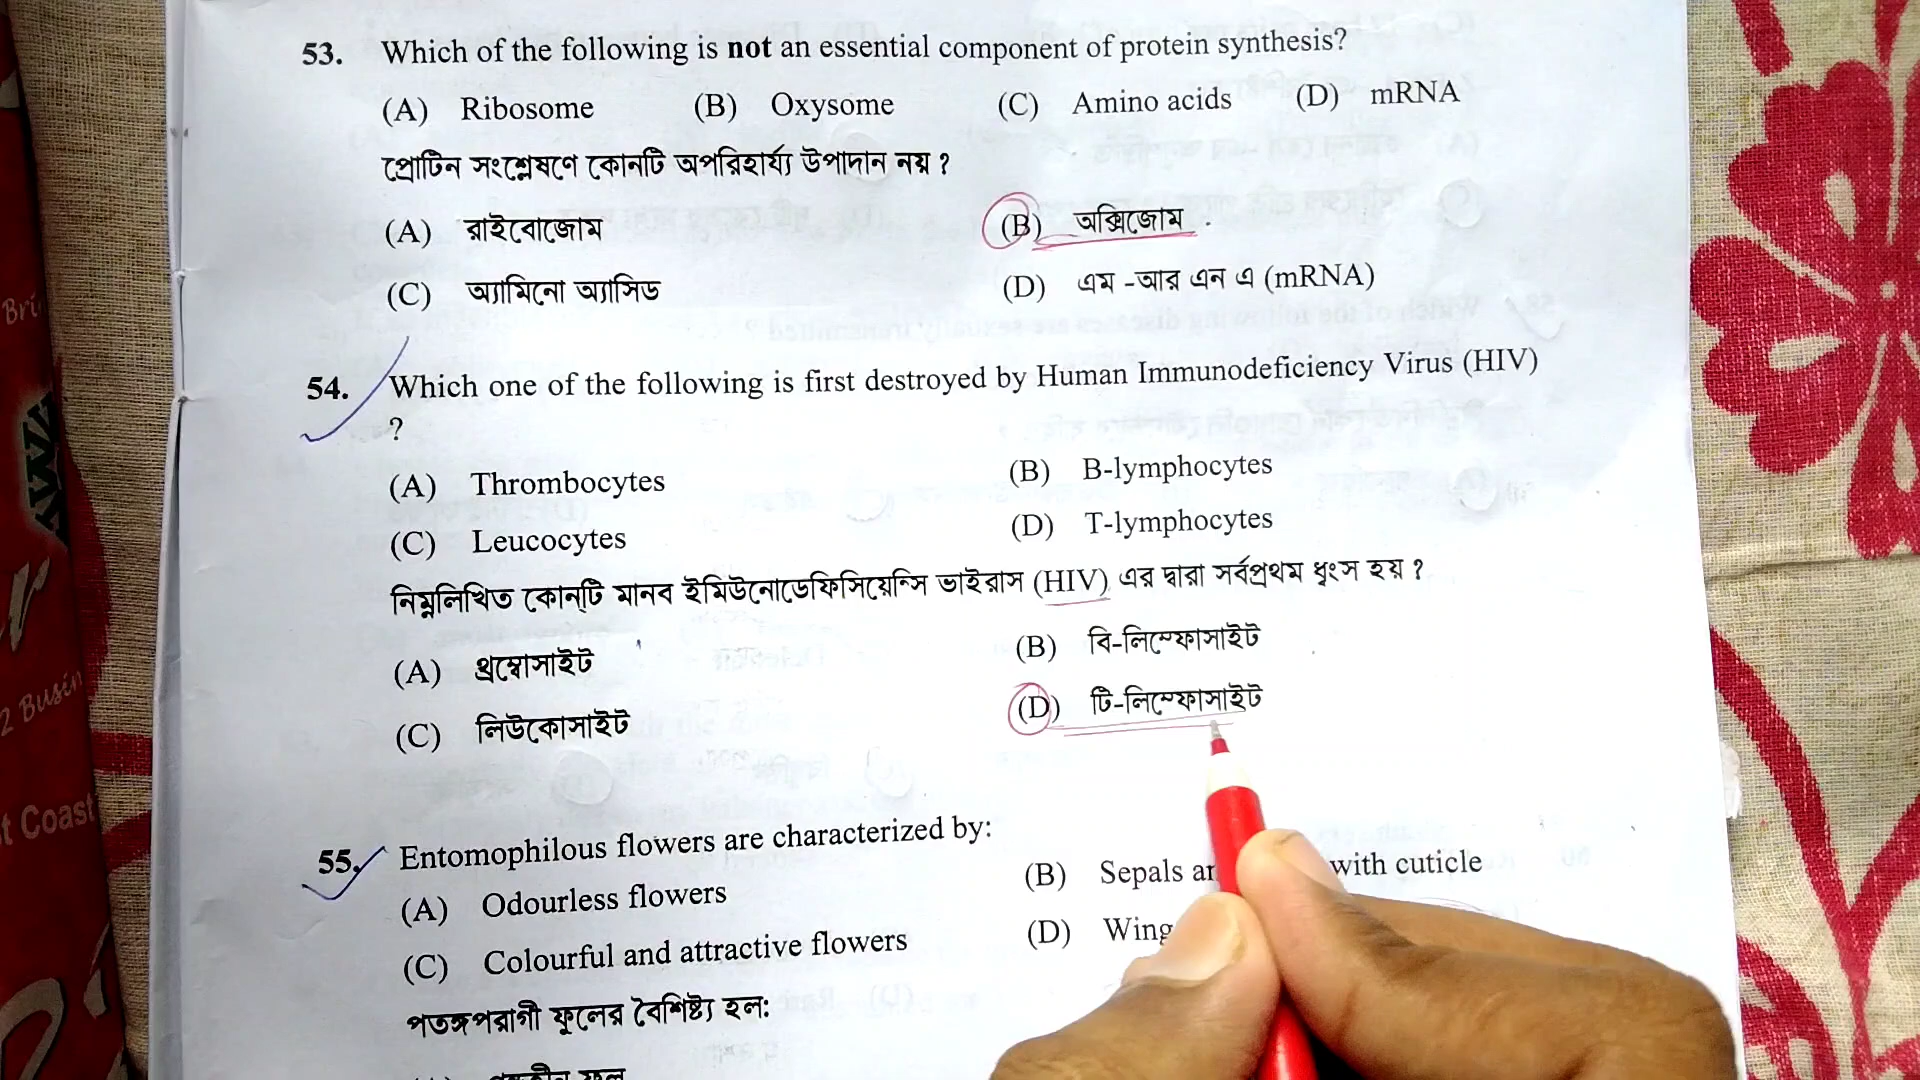 53. Which of the following is not an essential component of protein synthesis?
(A) Ribosome (B) Oxysome (C) Amino acids (D) mRNA
প্রোটিন সংশ্লেষণে কোনটি অপরিহার্য্য উপাদান নয় ?
(A) রাইবোজোম (B) অক্সিজোম
(C) অ্যামিনো অ্যাসিড (D) এম -আর এন এ (mRNA)
54. Which one of the following is first destroyed by Human Immunodeficiency Virus (HIV)
?
(A) Thrombocytes (B) B-lymphocytes
(C) Leucocytes (D) T-lymphocytes
নিম্নলিখিত কোন্‌টি মানব ইমিউনোডেফিসিয়েন্সি ভাইরাস (HIV) এর দ্বারা সর্বপ্রথম ধ্বংস হয় ?
(A) থ্রম্বোসাইট (B) বি-লিম্ফোসাইট
(C) লিউকোসাইট (D) টি-লিম্ফোসাইট
55. Entomophilous flowers are characterized by:
(A) Odourless flowers (B) Sepals with cuticle
(C) Colourful and attractive flowers (D) Wing
পতঙ্গপরাগী ফুলের বৈশিষ্ট্য হল:
Coast